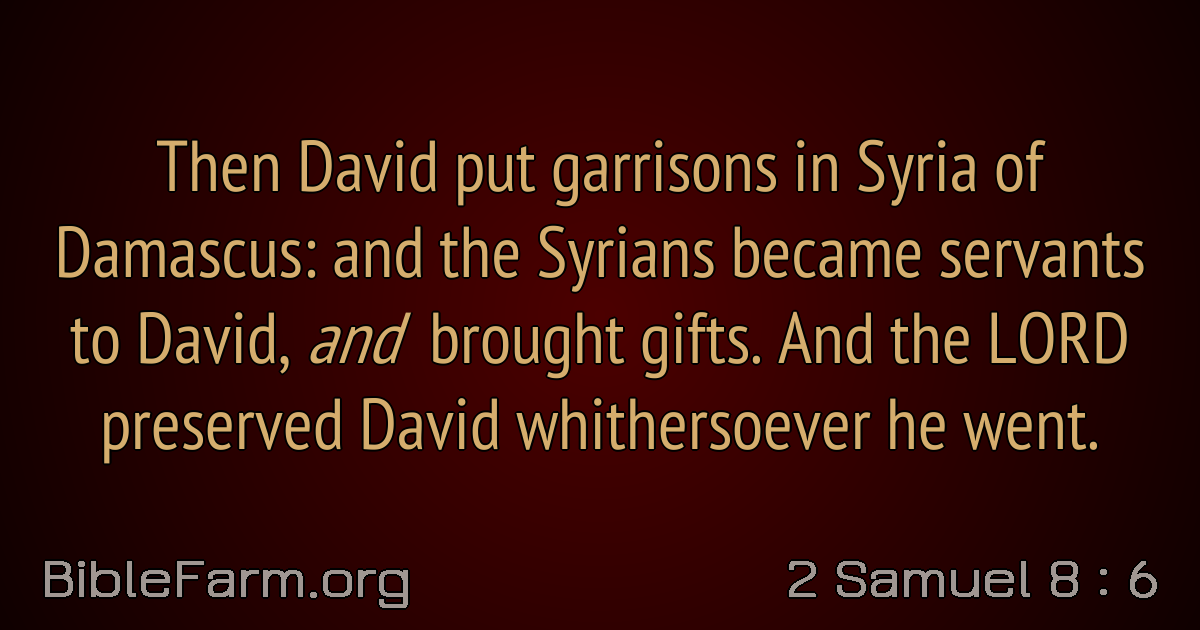 Then David put garrisons in Syria of
Damascus: and the Syrians became servants
to David, and brought gifts. And the LORD
preserved David whithersoever he went.
BibleFarm.org
2 Samuel 8 : 6